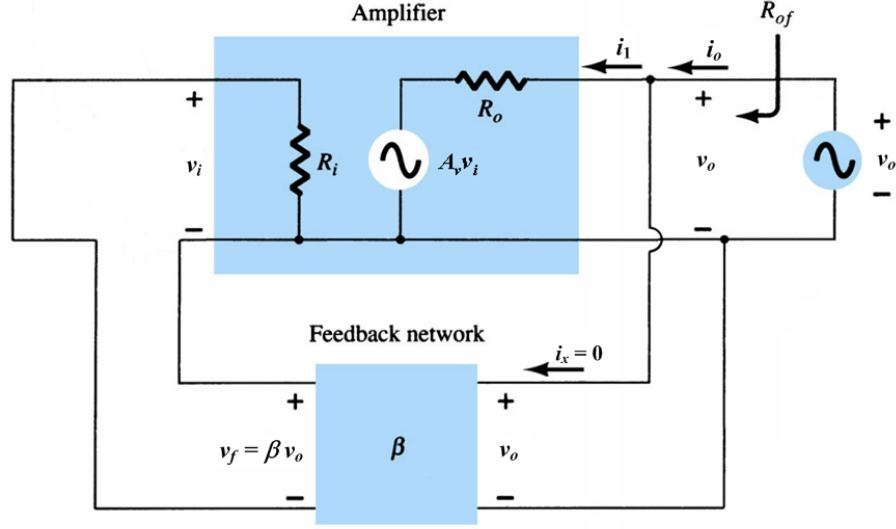 Amplifier
R_of
i_1
i_o
+
R_o
+
+
v_i
R_i
A_v v_i
v_o
v_o
−
−
−
Feedback network
i_x = 0
+
+
v_f = β v_o
β
v_o
−
−